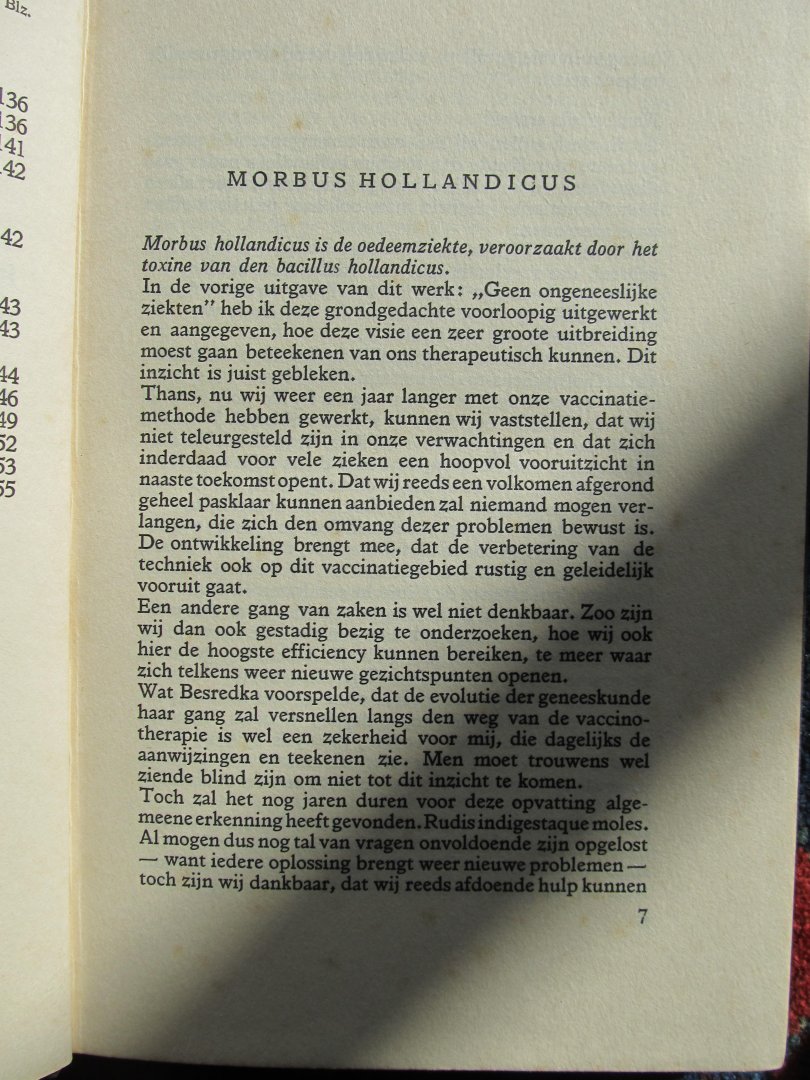 Blz.
136
136
141
142
42
43
43
44
46
49
52
53
55
MORBUS HOLLANDICUS
Morbus hollandicus is de oedeemziekte, veroorzaakt door het
toxine van den bacillus hollandicus.
In de vorige uitgave van dit werk: „Geen ongeneeslijke
ziekten” heb ik deze grondgedachte voorloopig uitgewerkt
en aangegeven, hoe deze visie een zeer groote uitbreiding
moest gaan beteekenen van ons therapeutisch kunnen. Dit
inzicht is juist gebleken.
Thans, nu wij weer een jaar langer met onze vaccinatie-
methode hebben gewerkt, kunnen wij vaststellen, dat wij
niet teleurgesteld zijn in onze verwachtingen en dat zich
inderdaad voor vele zieken een hoopvol vooruitzicht in
naaste toekomst opent. Dat wij reeds een volkomen afgerond
geheel pasklaar kunnen aanbieden zal niemand mogen ver-
langen, die zich den omvang dezer problemen bewust is.
De ontwikkeling brengt mee, dat de verbetering van de
techniek ook op dit vaccinatiegebied rustig en geleidelijk
vooruit gaat.
Een andere gang van zaken is wel niet denkbaar. Zoo zijn
wij dan ook gestadig bezig te onderzoeken, hoe wij ook
hier de hoogste efficiency kunnen bereiken, te meer waar
zich telkens weer nieuwe gezichtspunten openen.
Wat Besredka voorspelde, dat de evolutie der geneeskunde
haar gang zal versnellen langs den weg van de vaccino-
therapie is wel een zekerheid voor mij, die dagelijks de
aanwijzingen en teekenen zie. Men moet trouwens wel
ziende blind zijn om niet tot dit inzicht te komen.
Toch zal het nog jaren duren voor deze opvatting alge-
meene erkenning heeft gevonden. Rudis indigestaque moles.
Al mogen dus nog tal van vragen onvoldoende zijn opgelost
— want iedere oplossing brengt weer nieuwe problemen —
toch zijn wij dankbaar, dat wij reeds afdoende hulp kunnen
7